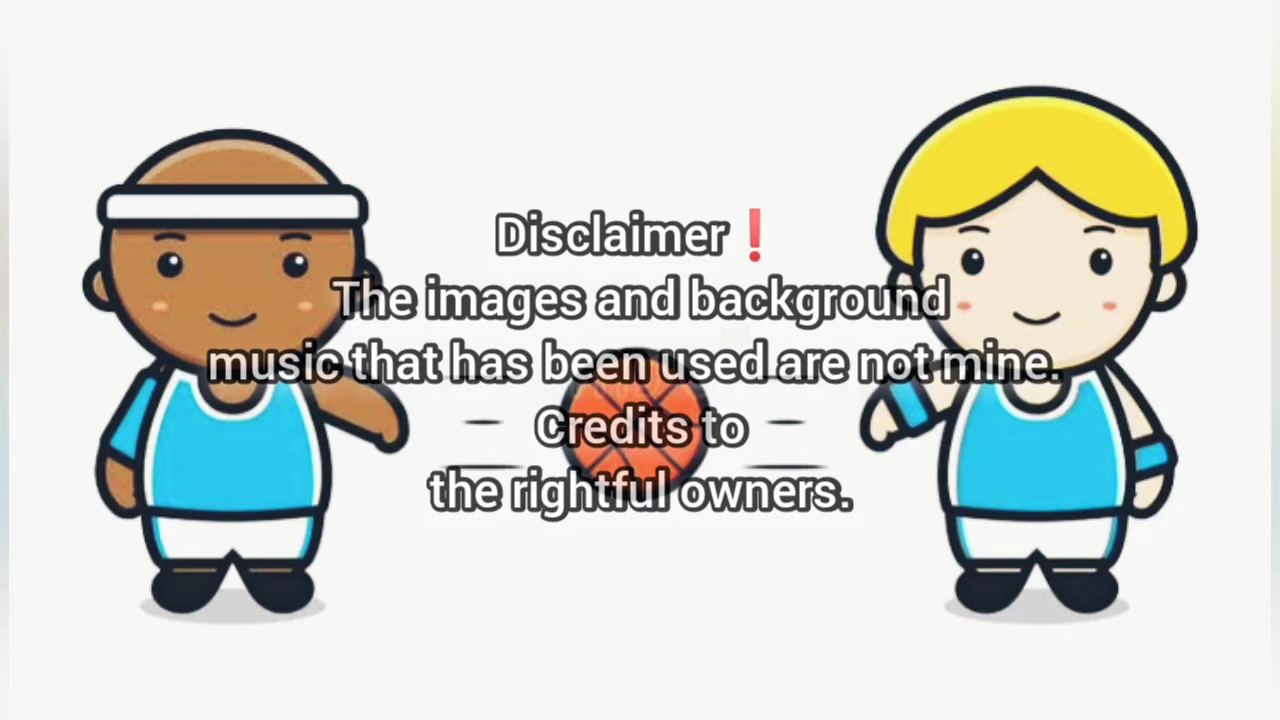 Disclaimer❗
The images and background
music that has been used are not mine.
Credits to
the rightful owners.